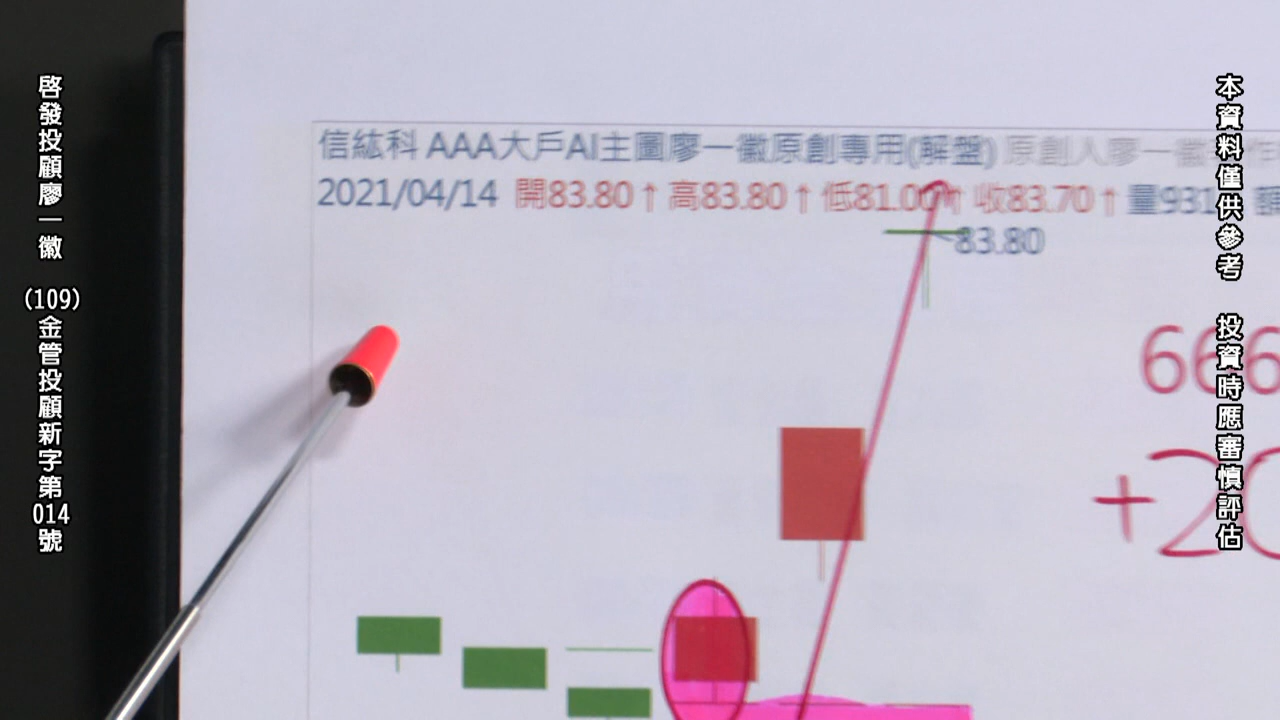 啓發投顧廖一徽 (109)金管投顧新字第014號
信紘科 AAA大戶AI主圖廖一徽原創專用(解盤) 原創人廖一徽
2021/04/14 開83.80↑ 高83.80↑ 低81.00↑ 收83.70↑ 量931
83.80
666
+20
本資料僅供參考 投資時應審慎評估